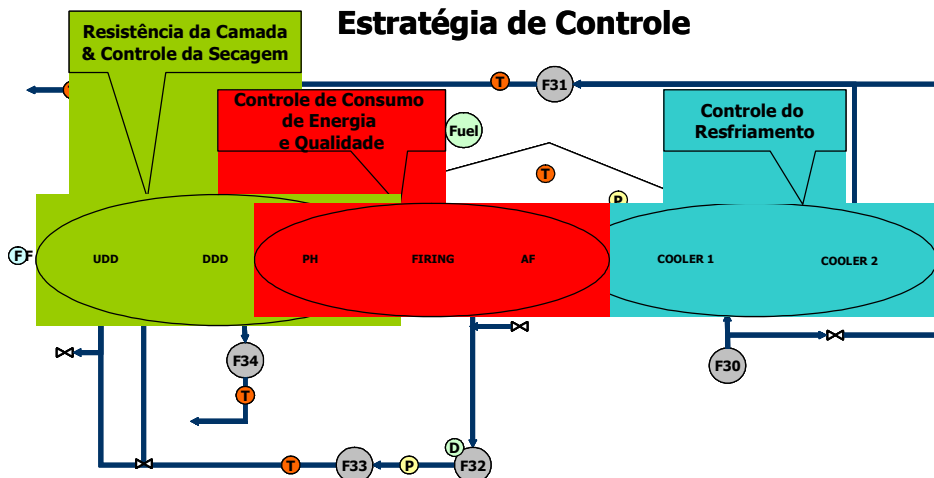 Estratégia de Controle
Resistência da Camada
& Controle da Secagem
T
T
F31
Controle de Consumo
de Energia
e Qualidade
Fuel
Controle do
Resfriamento
T
P
F F
UDD
DDD
PH
FIRING
AF
COOLER 1
COOLER 2
F34
F30
T
D
T
F33
P
F32